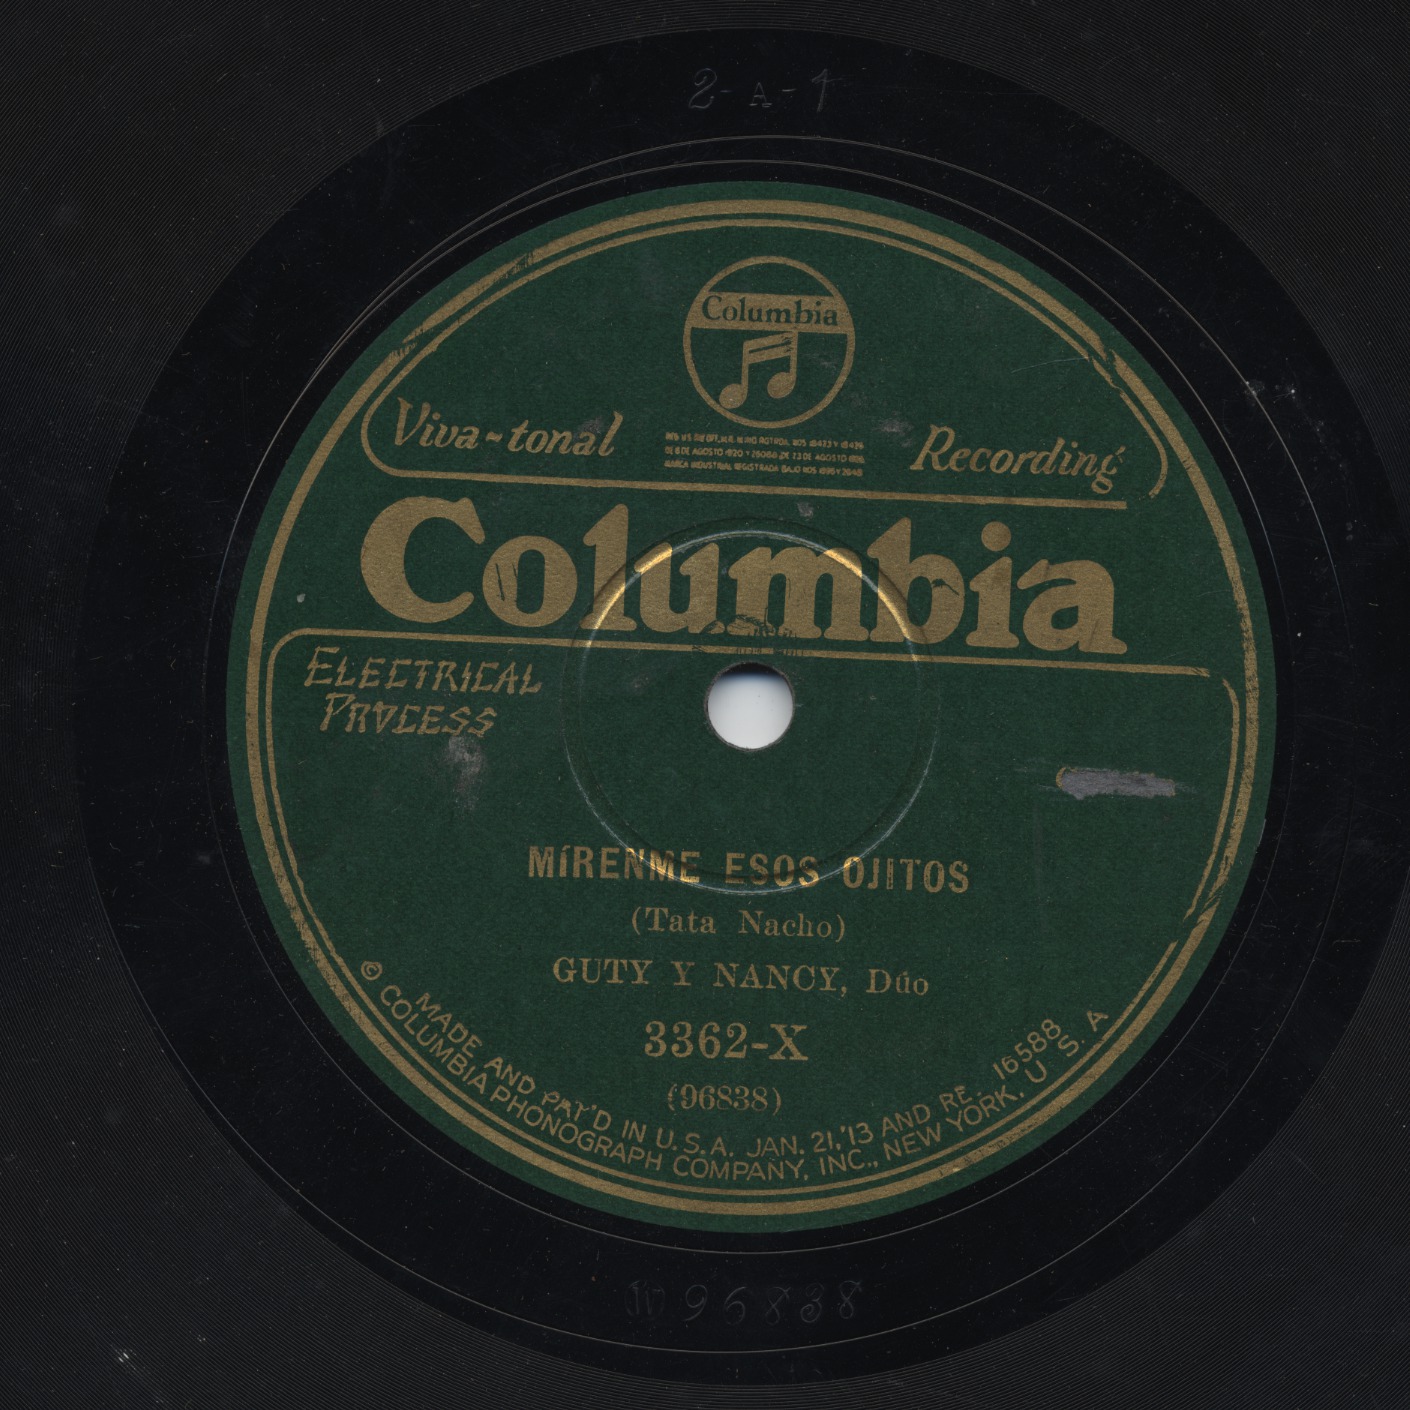 2-A-1
Columbia
Viva-tonal
Recording
Columbia
ELECTRICAL
PROCESS
MÍRENME ESOS OJITOS
(Tata Nacho)
GUTY Y NANCY, Dúo
3362-X
(96838)
MADE AND PAT'D IN U.S.A. JAN. 21, '13 AND RE. 16588
© COLUMBIA PHONOGRAPH COMPANY, INC., NEW YORK, U.S.A
W 96838